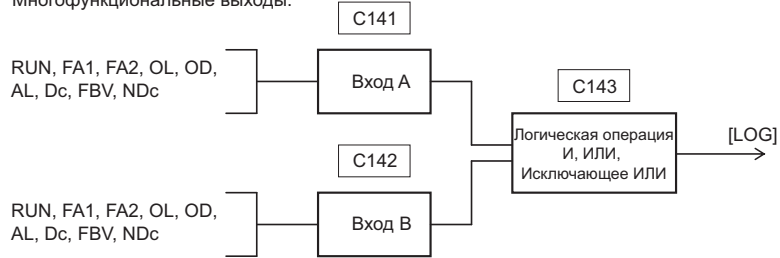 Многофункциональные выходы:
C141
RUN, FA1, FA2, OL, OD,
AL, Dc, FBV, NDc
Вход A
C143
Логическая операция
И, ИЛИ,
Исключающее ИЛИ
[LOG]
C142
RUN, FA1, FA2, OL, OD,
AL, Dc, FBV, NDc
Вход B